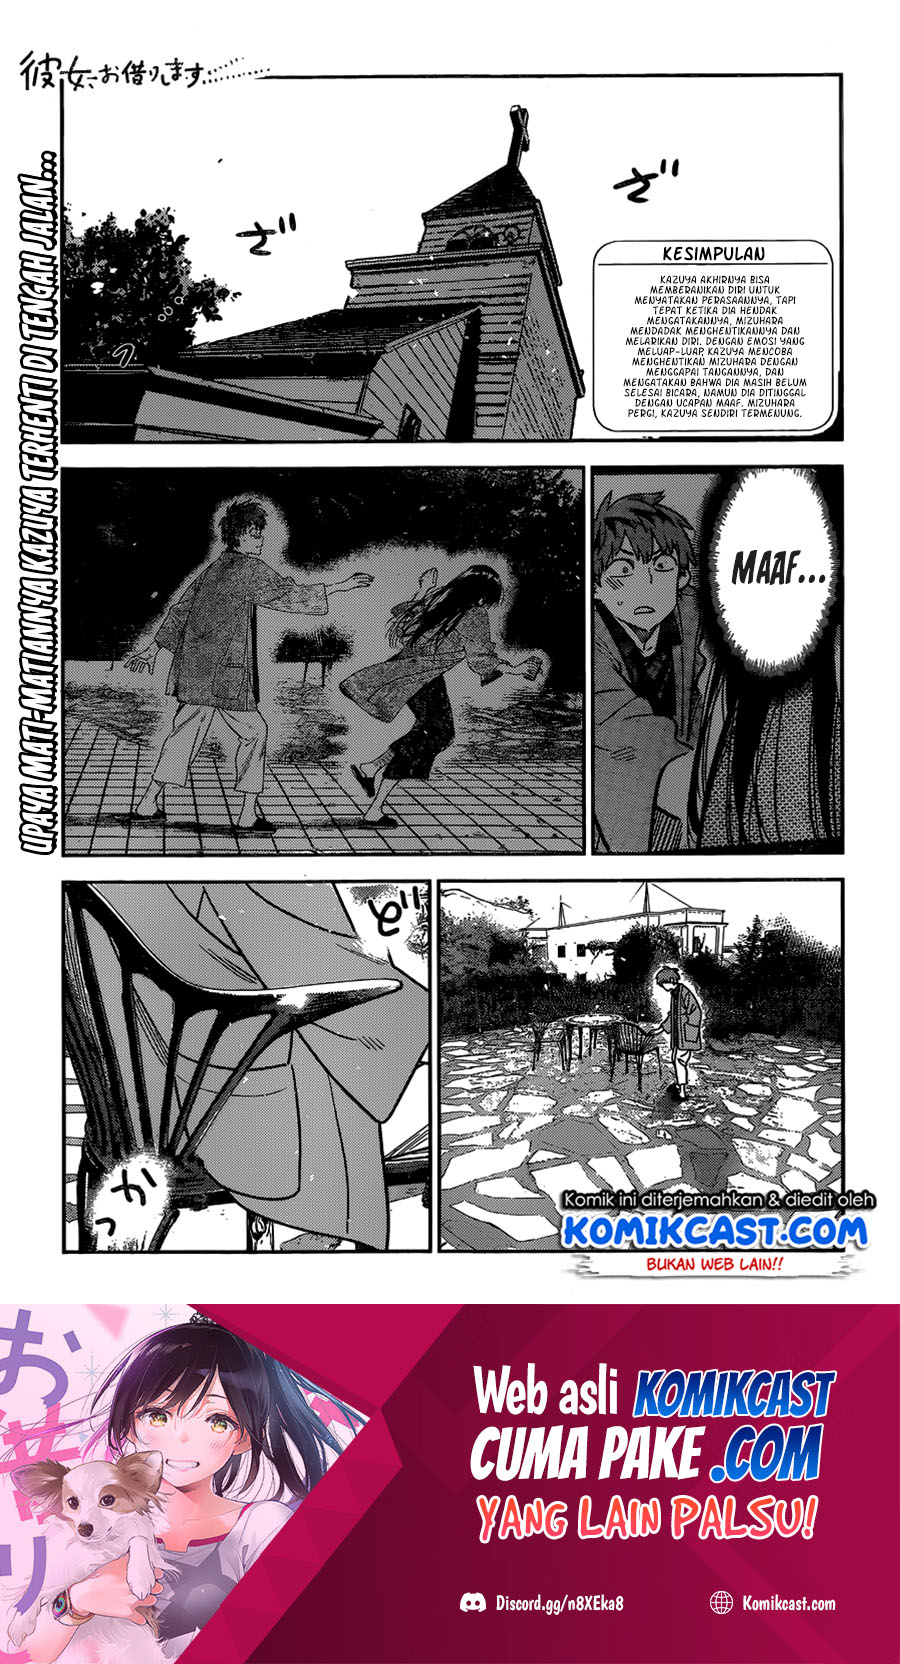 彼女、お借りします
UPAYA MATI-MATIANNYA KAZUYA TERHENTI DI TENGAH JALAN...
ざ
ざ
KESIMPULAN
KAZUYA AKHIRNYA BISA
MEMBERANIKAN DIRI UNTUK
MENYATAKAN PERASAANNYA, TAPI
TEPAT KETIKA DIA HENDAK
MENGATAKANNYA, MIZUHARA
MENDADAK MENGHENTIKANNYA DAN
MELARIKAN DIRI. DENGAN EMOSI YANG
MELUAP-LUAP, KAZUYA MENCOBA
MENGHENTIKAN MIZUHARA DENGAN
MENGGAPAI TANGANNYA, DAN
MENGATAKAN BAHWA DIA MASIH BELUM
SELESAI BICARA, NAMUN DIA DITINGGAL
DENGAN UCAPAN MAAF. MIZUHARA
PERGI, KAZUYA SENDIRI TERMENUNG.
MAAF...
ど
かっ
Komik ini diterjemahkan & diedit oleh
KOMIKCAST.COM
BUKAN WEB LAIN!!
Web asli KOMIKCAST
CUMA PAKE .COM
YANG LAIN PALSU!
Discord.gg/n8XEka8
Komikcast.com